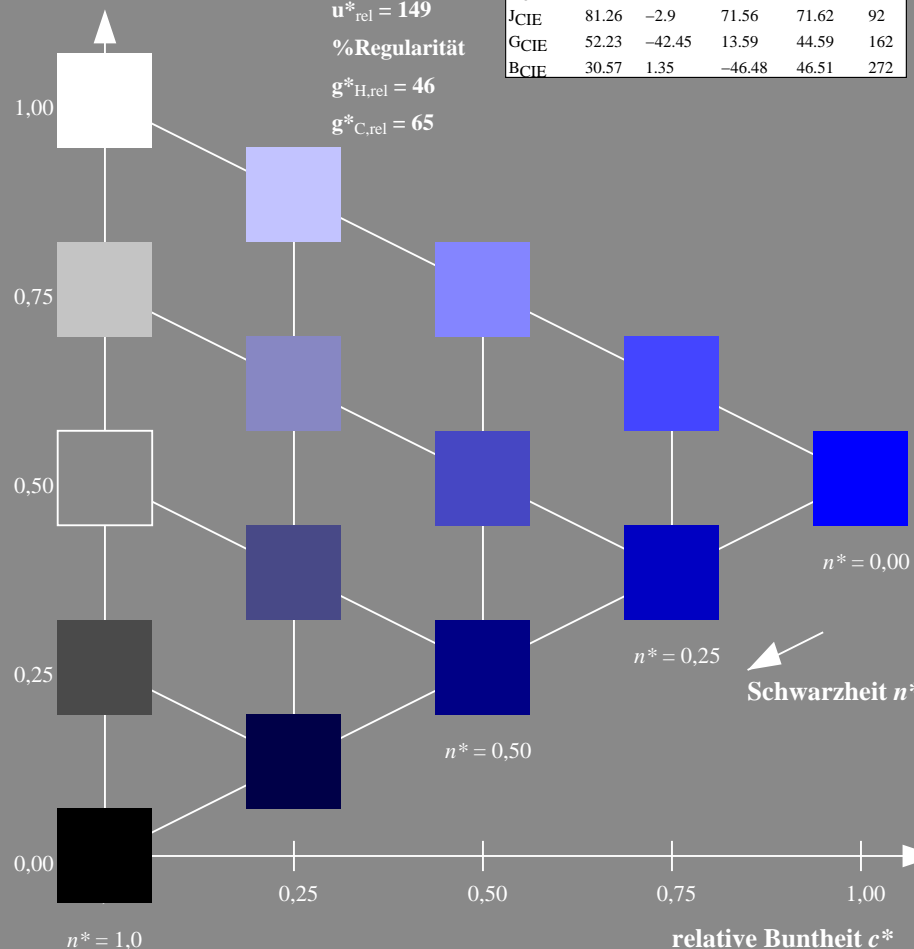 u*rel = 149
%Regularität
g*H,rel = 46
g*C,rel = 65
JCIE 81.26 −2.9 71.56 71.62 92
GCIE 52.23 −42.45 13.59 44.59 162
BCIE 30.57 1.35 −46.48 46.51 272
1,00
0,75
0,50
0,25
0,00
n* = 0,00
n* = 0,25
Schwarzheit n*
n* = 0,50
0,25 0,50 0,75 1,00
n* = 1,0
relative Buntheit c*